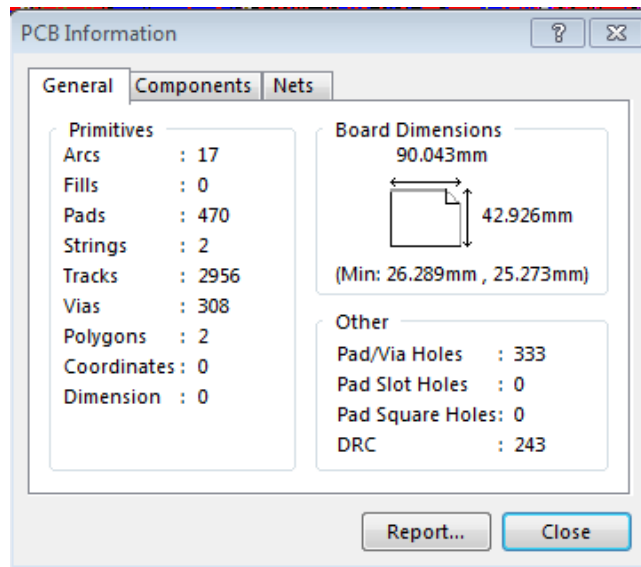 PCB Information
General Components Nets
Primitives
Arcs : 17
Fills : 0
Pads : 470
Strings : 2
Tracks : 2956
Vias : 308
Polygons : 2
Coordinates : 0
Dimension : 0
Board Dimensions
90.043mm
42.926mm
(Min: 26.289mm , 25.273mm)
Other
Pad/Via Holes : 333
Pad Slot Holes : 0
Pad Square Holes: 0
DRC : 243
Report... Close